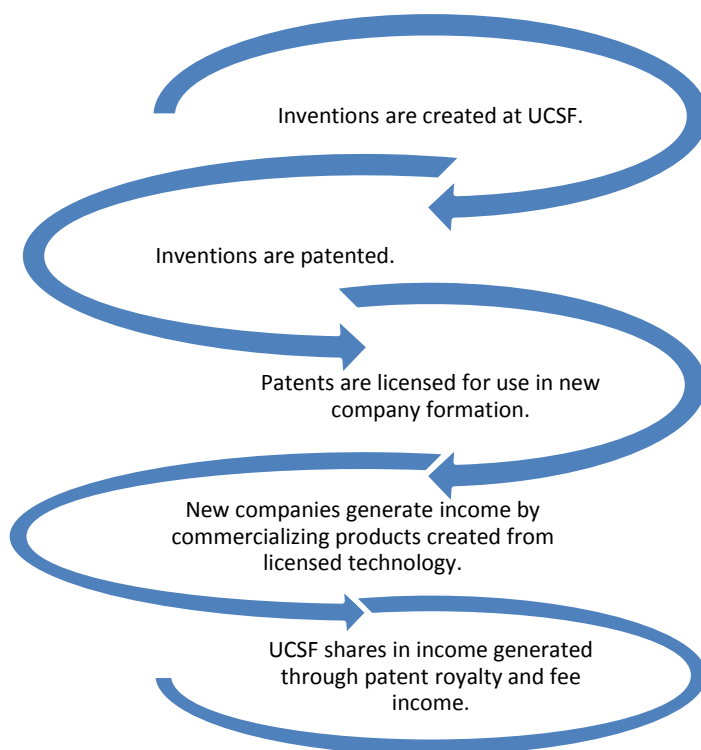 Inventions are created at UCSF.
Inventions are patented.
Patents are licensed for use in new
company formation.
New companies generate income by
commercializing products created from
licensed technology.
UCSF shares in income generated
through patent royalty and fee
income.